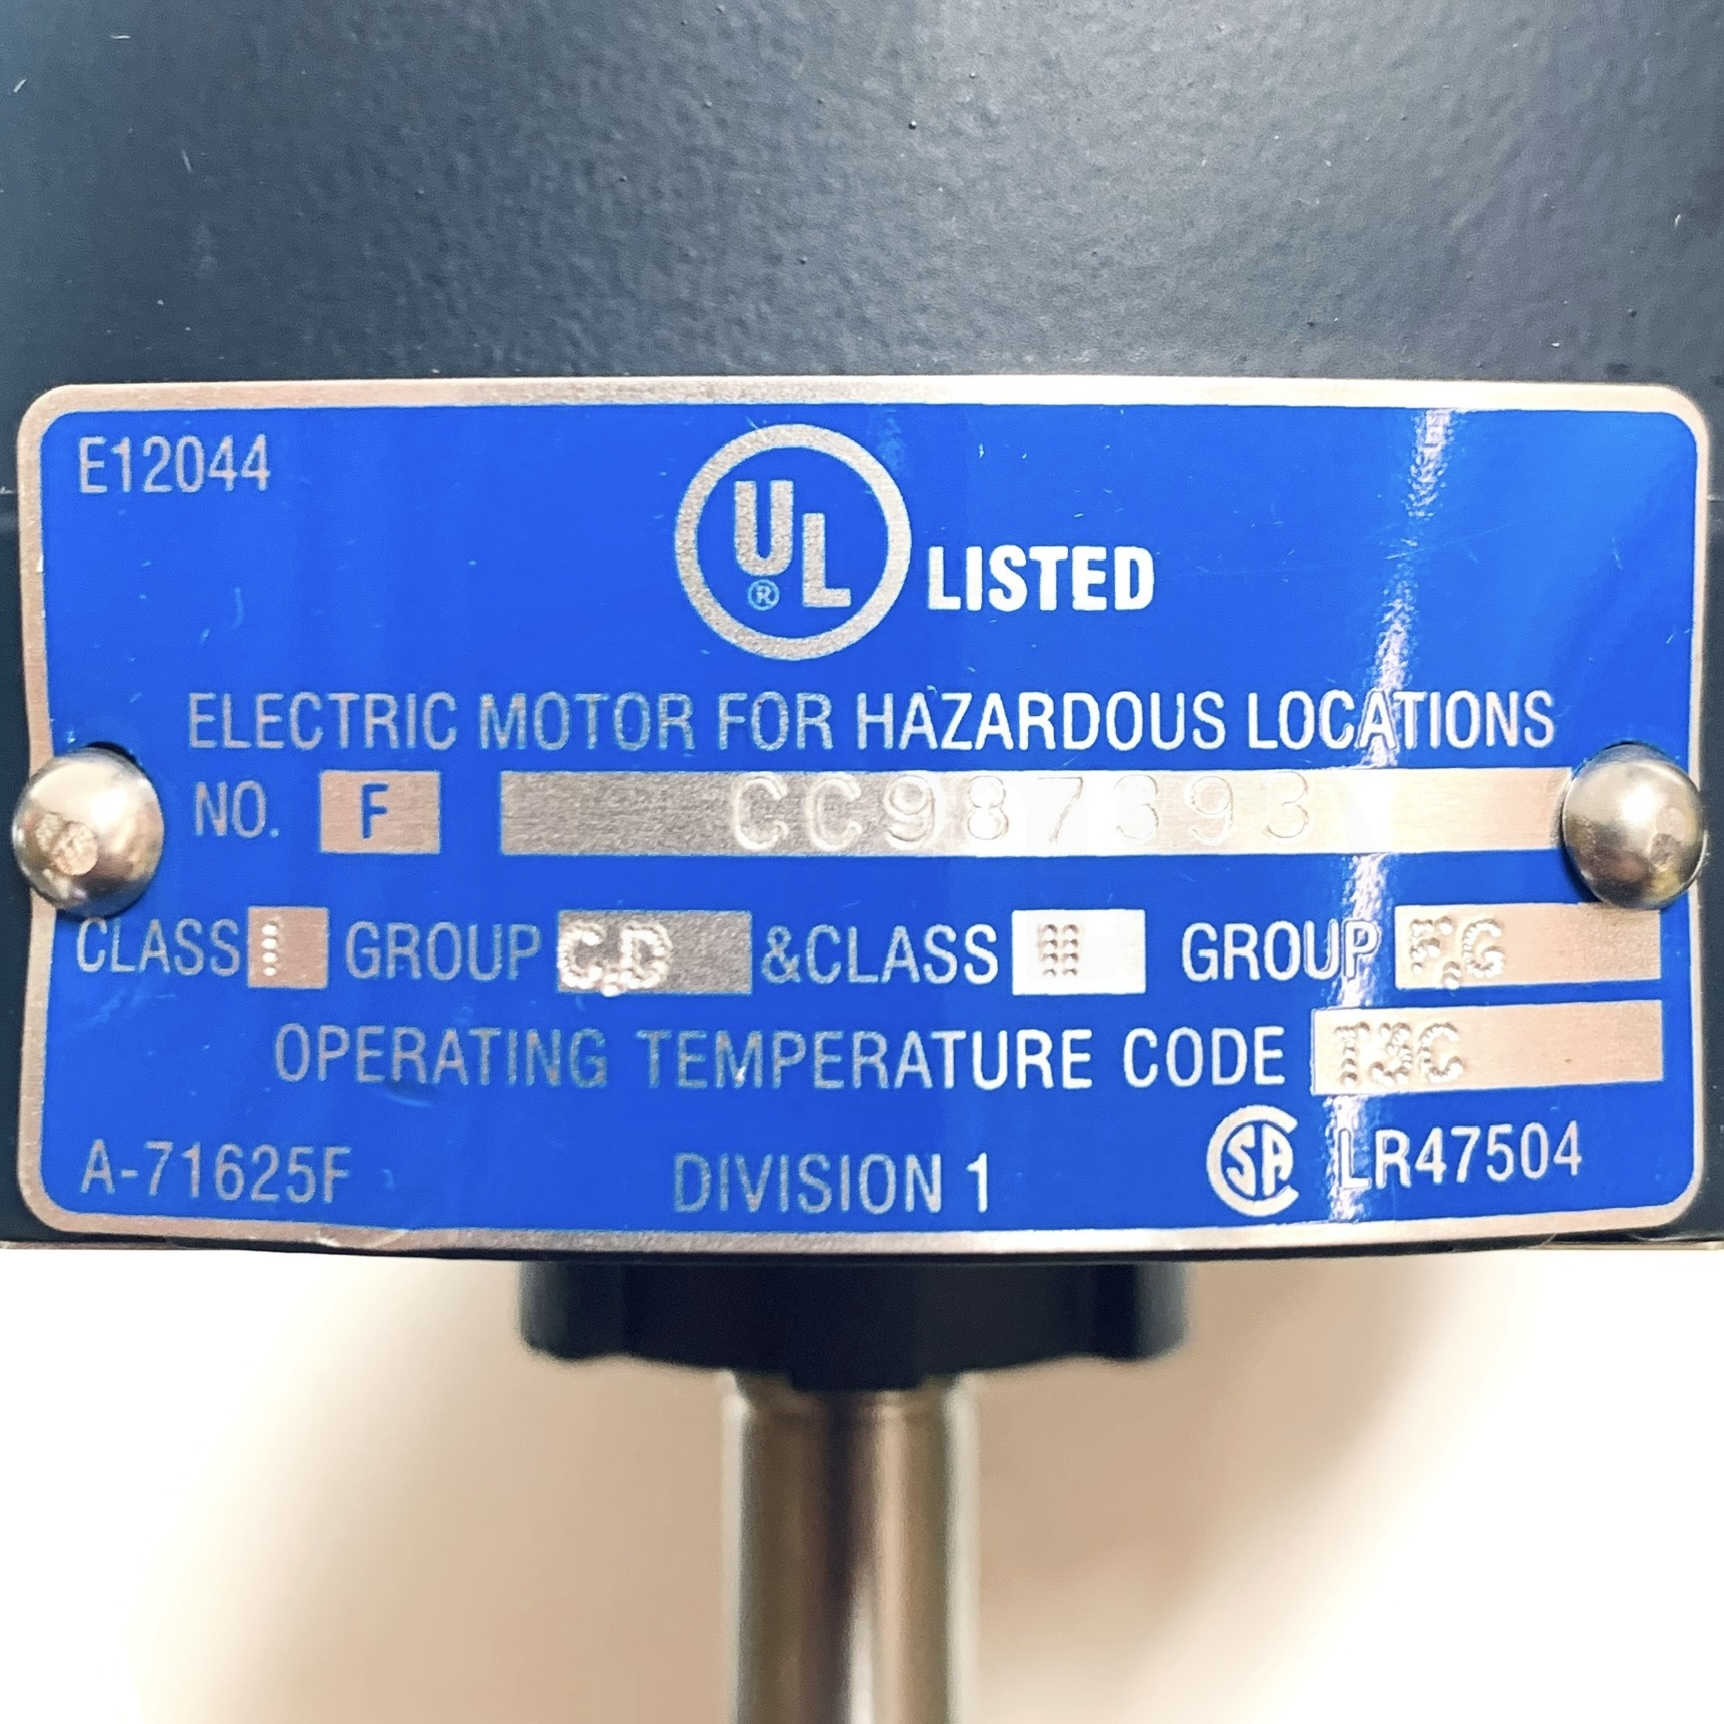 E12044
UL ® LISTED
ELECTRIC MOTOR FOR HAZARDOUS LOCATIONS
NO. F CC987393
CLASS I GROUP C,D & CLASS II GROUP F,G
OPERATING TEMPERATURE CODE T3C
A-71625F DIVISION 1 SA LR47504